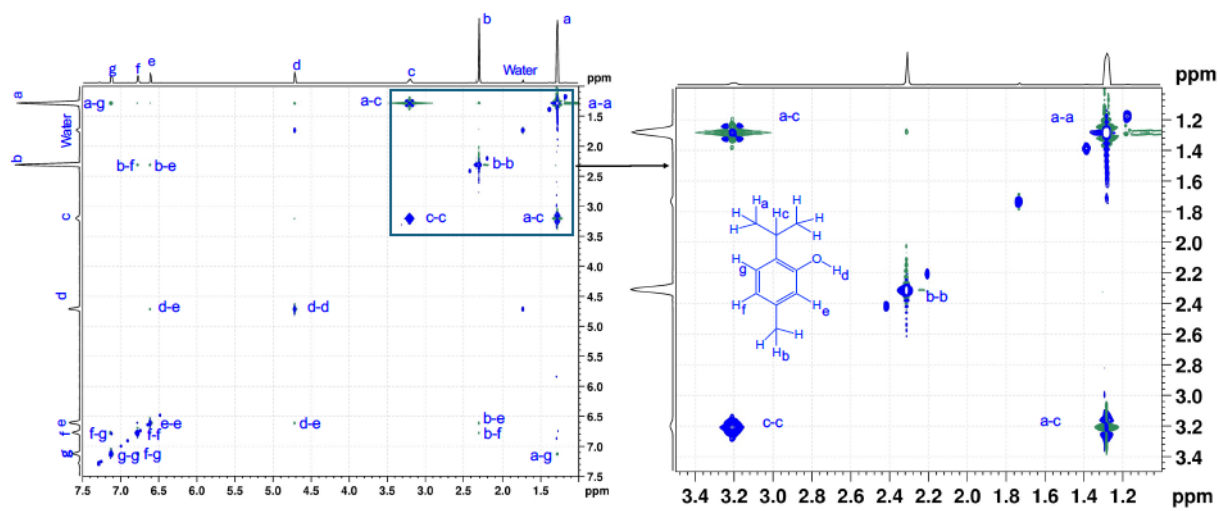 b
a
g f e
d
c
Water
ppm
a
Water
b
c
d
e
f
g
a-g
a-c
a-a
b-f
b-e
b-b
c-c
a-c
d-e
d-d
e-e
d-e
b-e
b-f
f-g
f-f
g-g
f-g
a-g
1.5
2.0
2.5
3.0
3.5
4.0
4.5
5.0
5.5
6.0
6.5
7.0
7.5
7.5 7.0 6.5 6.0 5.5 5.0 4.5 4.0 3.5 3.0 2.5 2.0 1.5 ppm
ppm
a-c
a-a
1.2
1.4
1.6
1.8
2.0
2.2
2.4
2.6
2.8
3.0
3.2
3.4
H Ha H H
H Hc H
H
g
O
H d
H f
H e
H
H Hb
b-b
c-c
a-c
3.4 3.2 3.0 2.8 2.6 2.4 2.2 2.0 1.8 1.6 1.4 1.2 ppm